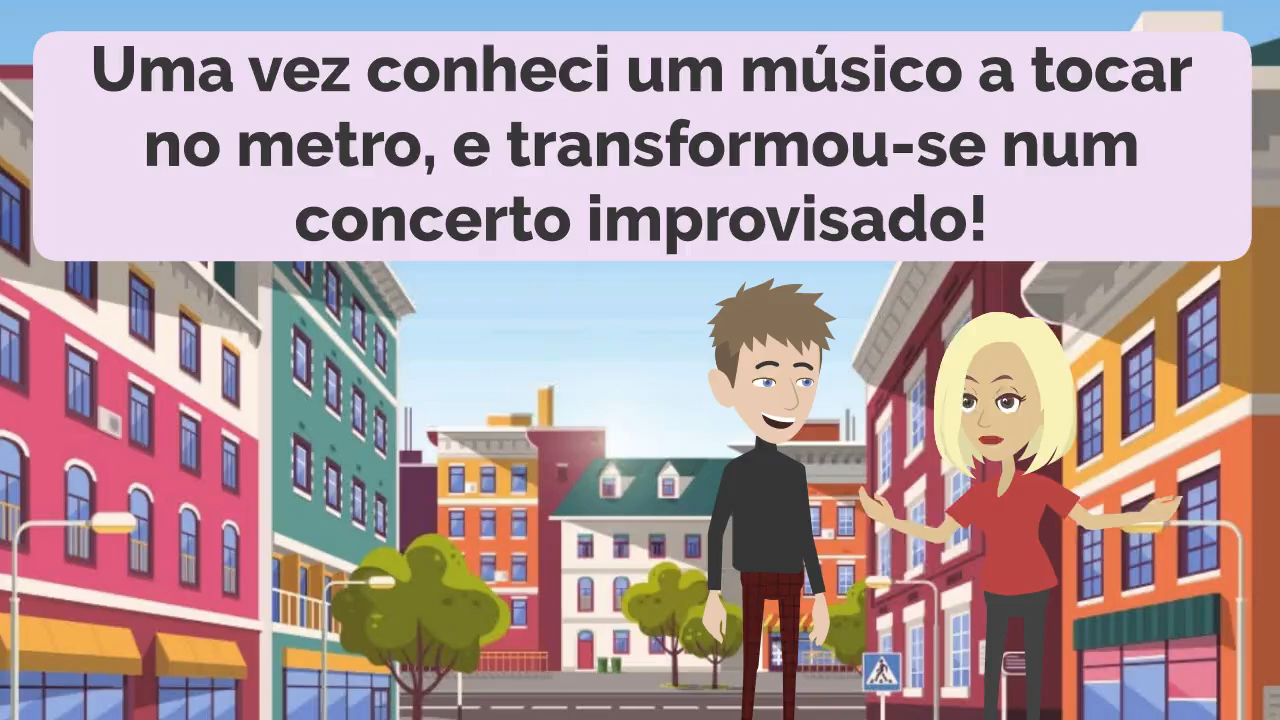 Uma vez conheci um músico a tocar
no metro, e transformou-se num
concerto improvisado!